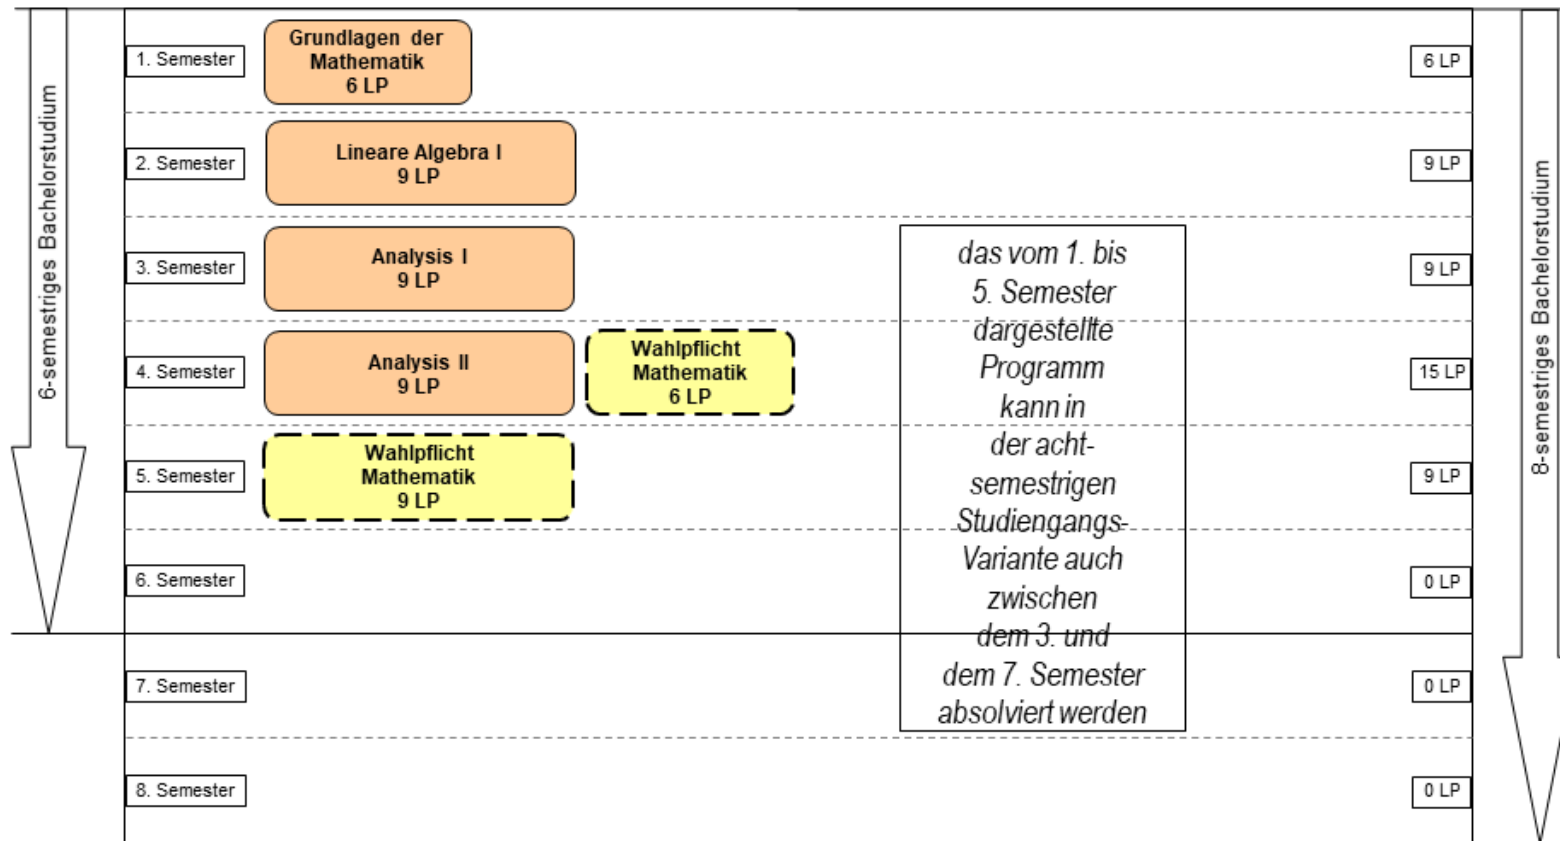 6-semestriges Bachelorstudium
1. Semester
Grundlagen der
Mathematik
6 LP
6 LP
2. Semester
Lineare Algebra I
9 LP
9 LP
3. Semester
Analysis I
9 LP
9 LP
4. Semester
Analysis II
9 LP
Wahlpflicht
Mathematik
6 LP
15 LP
5. Semester
Wahlpflicht
Mathematik
9 LP
9 LP
6. Semester
0 LP
7. Semester
0 LP
8. Semester
0 LP
das vom 1. bis
5. Semester
dargestellte
Programm
kann in
der acht-
semestrigen
Studiengangs-
Variante auch
zwischen
dem 3. und
dem 7. Semester
absolviert werden
8-semestriges Bachelorstudium